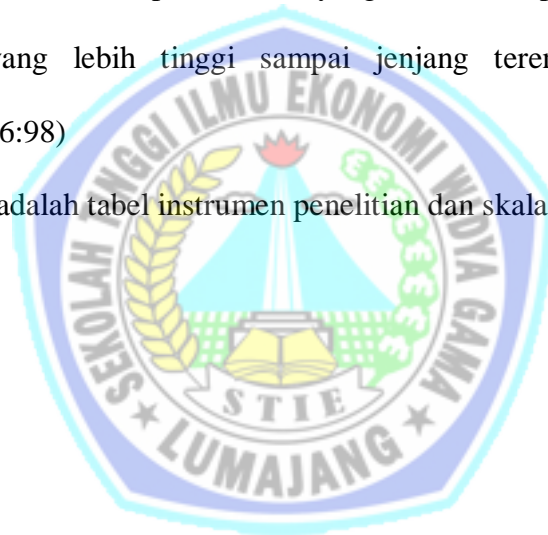 yang lebih tinggi sampai jenjang
6:98)
adalah tabel instrumen penelitian dan skala
SEKOLAH TINGGI ILMU EKONOMI WIDYA GAMA
STIE
LUMAJANG